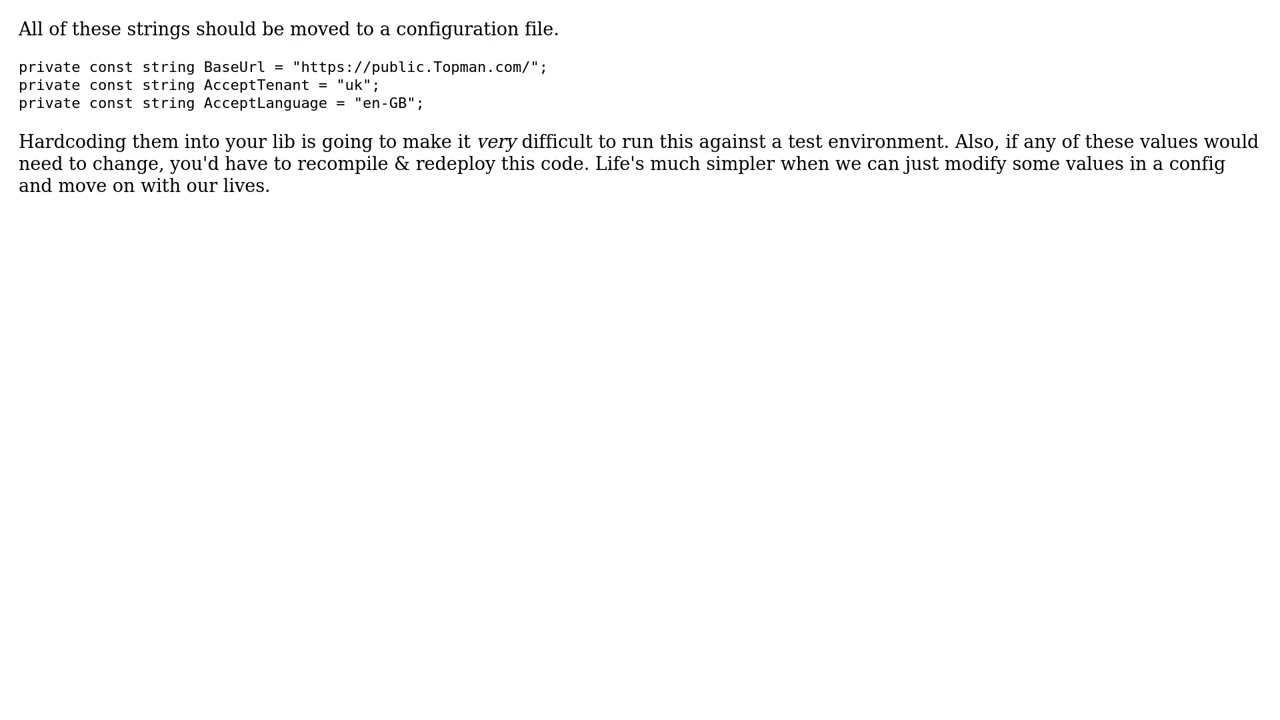 All of these strings should be moved to a configuration file.
private const string BaseUrl = "https://public.Topman.com/";
private const string AcceptTenant = "uk";
private const string AcceptLanguage = "en-GB";
Hardcoding them into your lib is going to make it very difficult to run this against a test environment. Also, if any of these values would
need to change, you'd have to recompile & redeploy this code. Life's much simpler when we can just modify some values in a config
and move on with our lives.